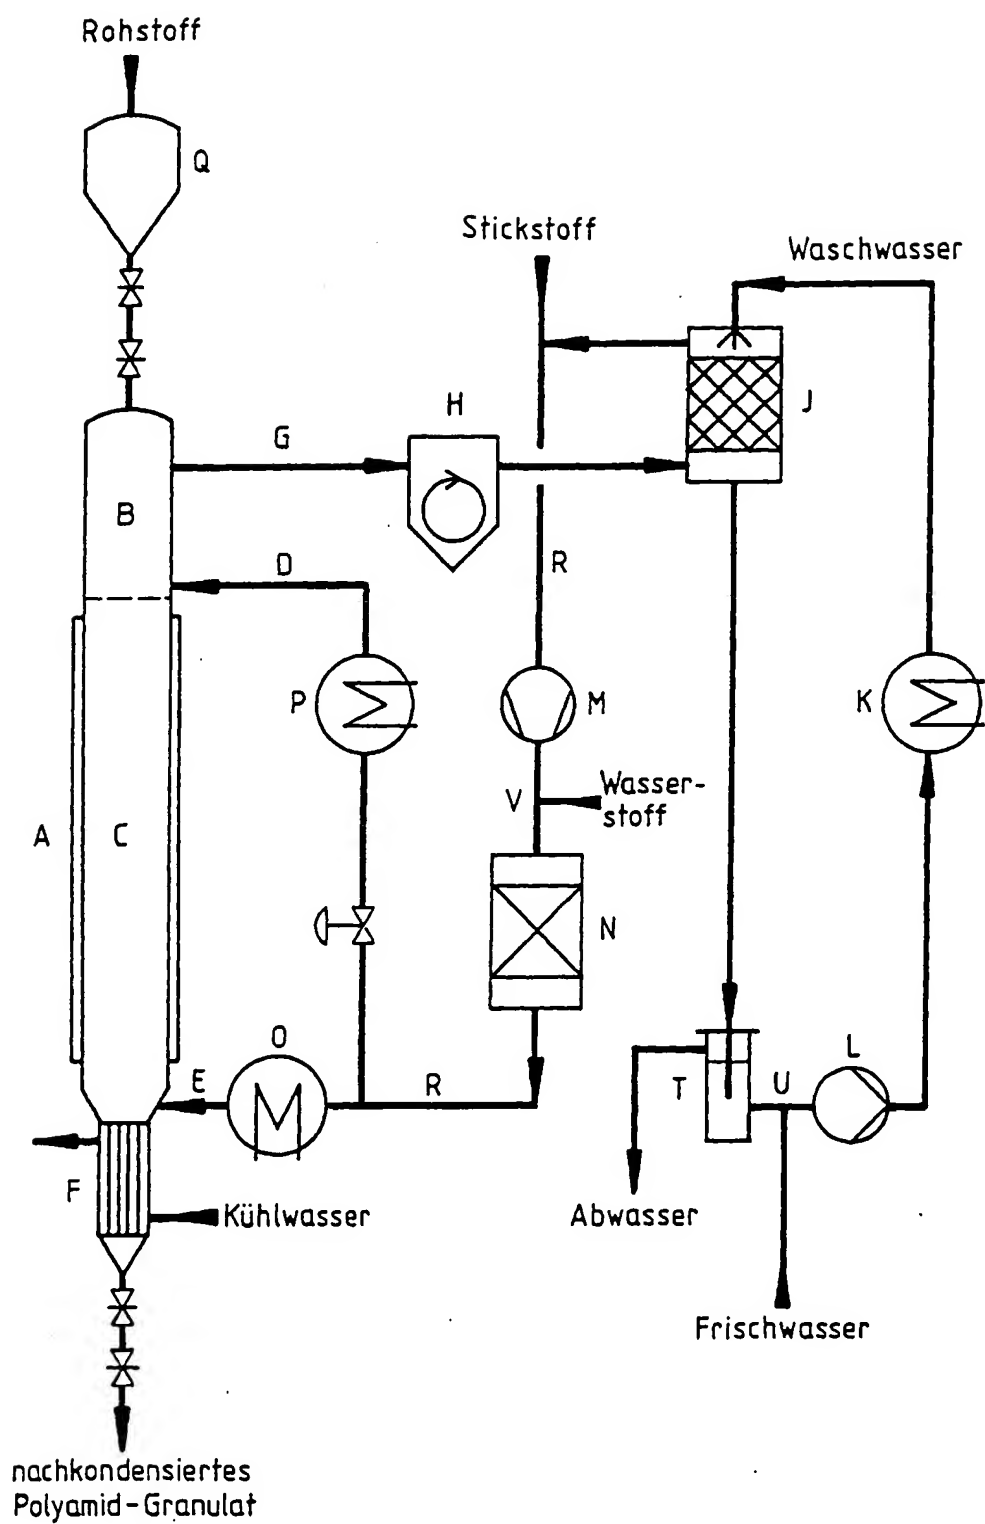 Rohstoff
Q
Stickstoff
Waschwasser
H
J
G
B
D
R
P
M
K
V
Wasser-
stoff
A
C
N
O
L
E
R
T
U
F
Kühlwasser
Abwasser
Frischwasser
nachkondensiertes
Polyamid-Granulat